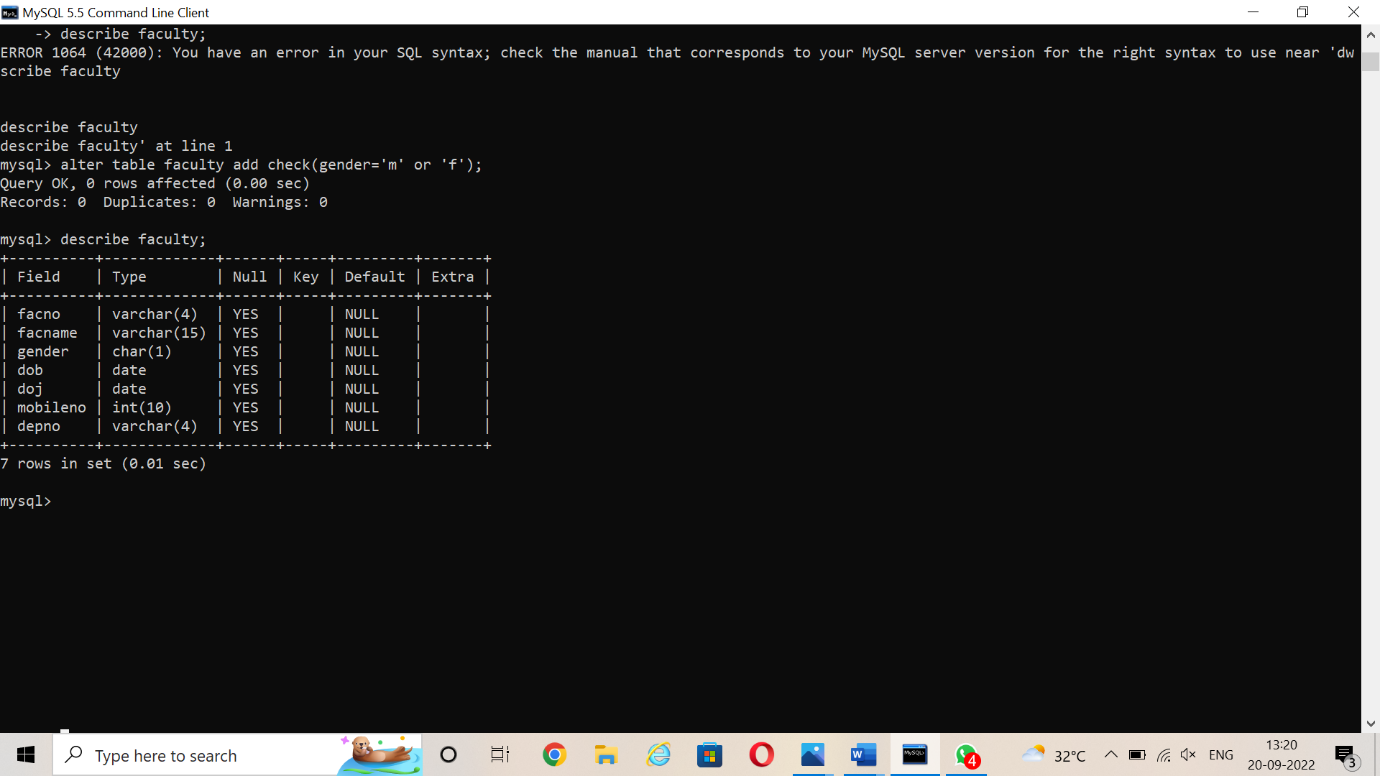 MySQL 5.5 Command Line Client
    -> describe faculty;
ERROR 1064 (42000): You have an error in your SQL syntax; check the manual that corresponds to your MySQL server version for the right syntax to use near 'dw
scribe faculty
describe faculty
describe faculty' at line 1
mysql> alter table faculty add check(gender='m' or 'f');
Query OK, 0 rows affected (0.00 sec)
Records: 0  Duplicates: 0  Warnings: 0
mysql> describe faculty;
+----------+-------------+------+-----+---------+-------+
| Field    | Type        | Null | Key | Default | Extra |
+----------+-------------+------+-----+---------+-------+
| facno    | varchar(4)  | YES  |     | NULL    |       |
| facname  | varchar(15) | YES  |     | NULL    |       |
| gender   | char(1)     | YES  |     | NULL    |       |
| dob      | date        | YES  |     | NULL    |       |
| doj      | date        | YES  |     | NULL    |       |
| mobileno | int(10)     | YES  |     | NULL    |       |
| depno    | varchar(4)  | YES  |     | NULL    |       |
+----------+-------------+------+-----+---------+-------+
7 rows in set (0.01 sec)
mysql>
Type here to search
W
MySQL
4
32°C
ENG
13:20
20-09-2022
3